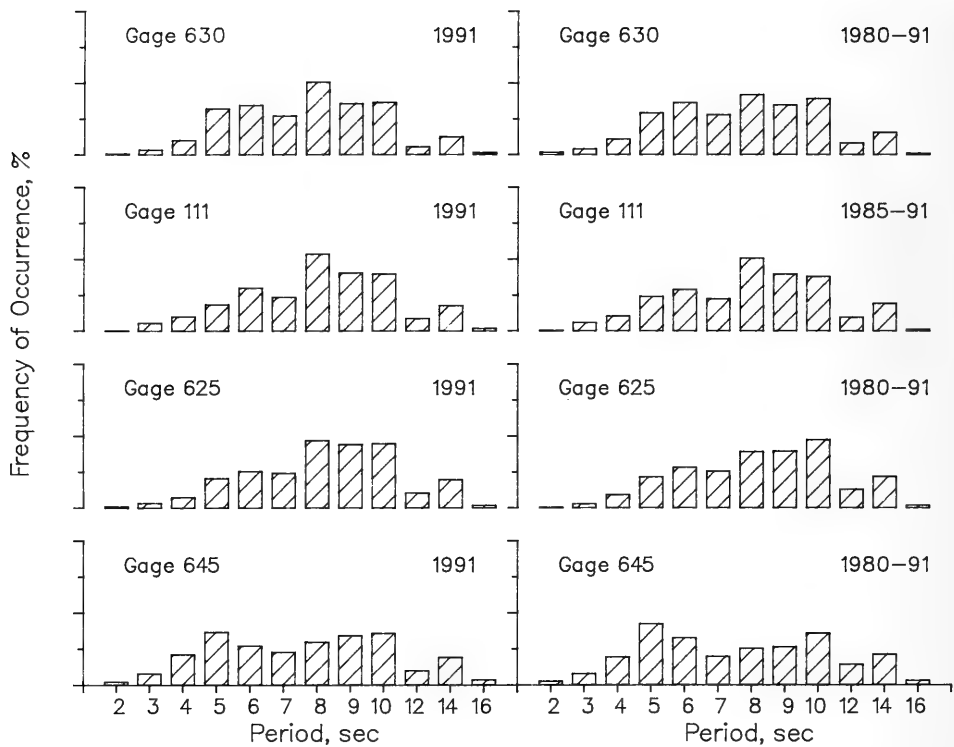 Frequency of Occurrence, %
Gage 630 1991
Gage 630 1980-91
Gage 111 1991
Gage 111 1985-91
Gage 625 1991
Gage 625 1980-91
Gage 645 1991
Gage 645 1980-91
2 3 4 5 6 7 8 9 10 12 14 16
2 3 4 5 6 7 8 9 10 12 14 16
Period, sec
Period, sec